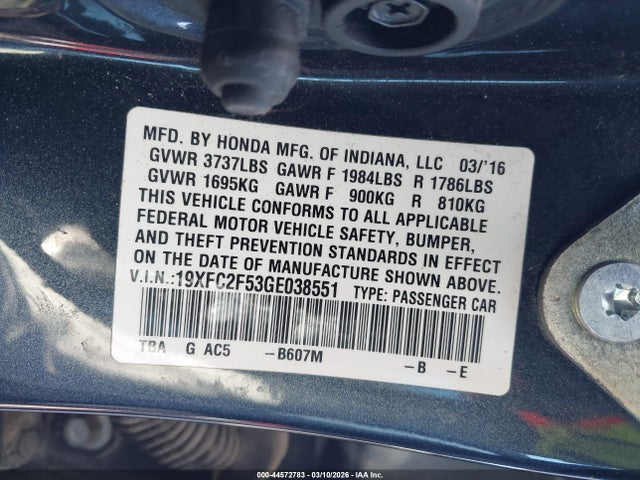 MFD. BY HONDA MFG. OF INDIANA, LLC 03/'16
GVWR 3737LBS GAWR F 1984LBS R 1786LBS
GVWR 1695KG GAWR F 900KG R 810KG
THIS VEHICLE CONFORMS TO ALL APPLICABLE
FEDERAL MOTOR VEHICLE SAFETY, BUMPER,
AND THEFT PREVENTION STANDARDS IN EFFECT
ON THE DATE OF MANUFACTURE SHOWN ABOVE.
V.I.N.:19XFC2F53GE038551 TYPE: PASSENGER CAR
TBA G AC5 -B607M -B -E
000-44572783 — 03/10/2026 — IAA Inc.